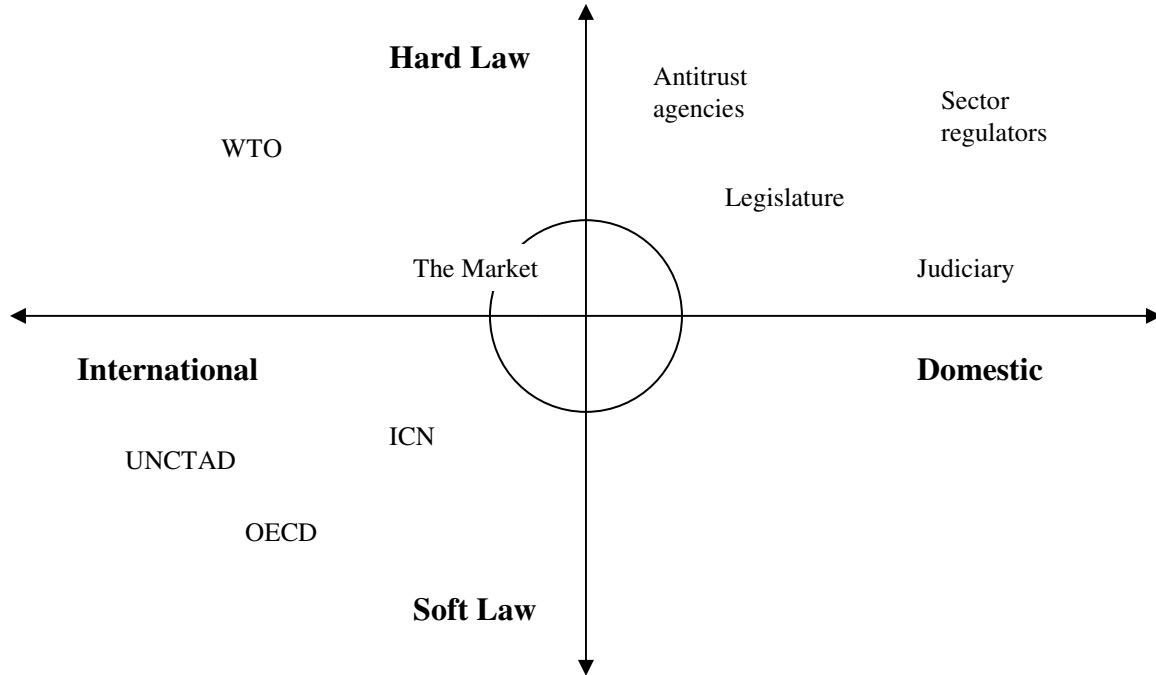 Hard Law
Antitrust
agencies
Sector
regulators
WTO
Legislature
The Market
Judiciary
International
Domestic
ICN
UNCTAD
OECD
Soft Law